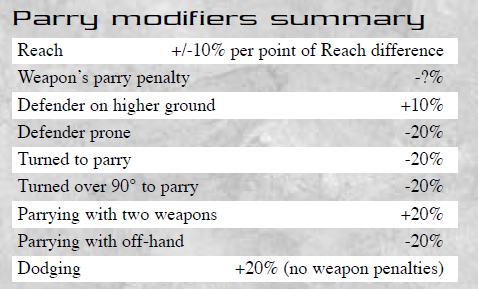 Parry modifiers summary
Reach +/-10% per point of Reach difference
Weapon's parry penalty -?%
Defender on higher ground +10%
Defender prone -20%
Turned to parry -20%
Turned over 90° to parry -20%
Parrying with two weapons +20%
Parrying with off-hand -20%
Dodging +20% (no weapon penalties)